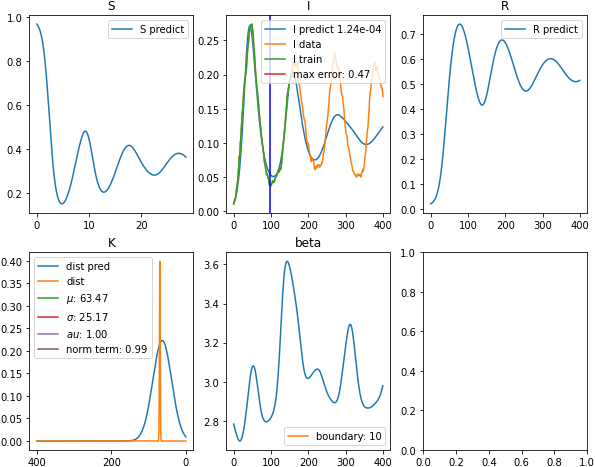 S
I
R
S predict
I predict 1.24e-04
I data
I train
max error: 0.47
R predict
1.0
0.8
0.6
0.4
0.2
0.25
0.20
0.15
0.10
0.05
0.00
0.7
0.6
0.5
0.4
0.3
0.2
0.1
0.0
0 10 20
0 100 200 300 400
0 100 200 300 400
K
beta
dist pred
dist
μ: 63.47
σ: 25.17
au: 1.00
norm term: 0.99
boundary: 10
0.40
0.35
0.30
0.25
0.20
0.15
0.10
0.05
0.00
3.6
3.4
3.2
3.0
2.8
1.0
0.8
0.6
0.4
0.2
0.0
400 200 0
0 100 200 300 400
0.0 0.2 0.4 0.6 0.8 1.0